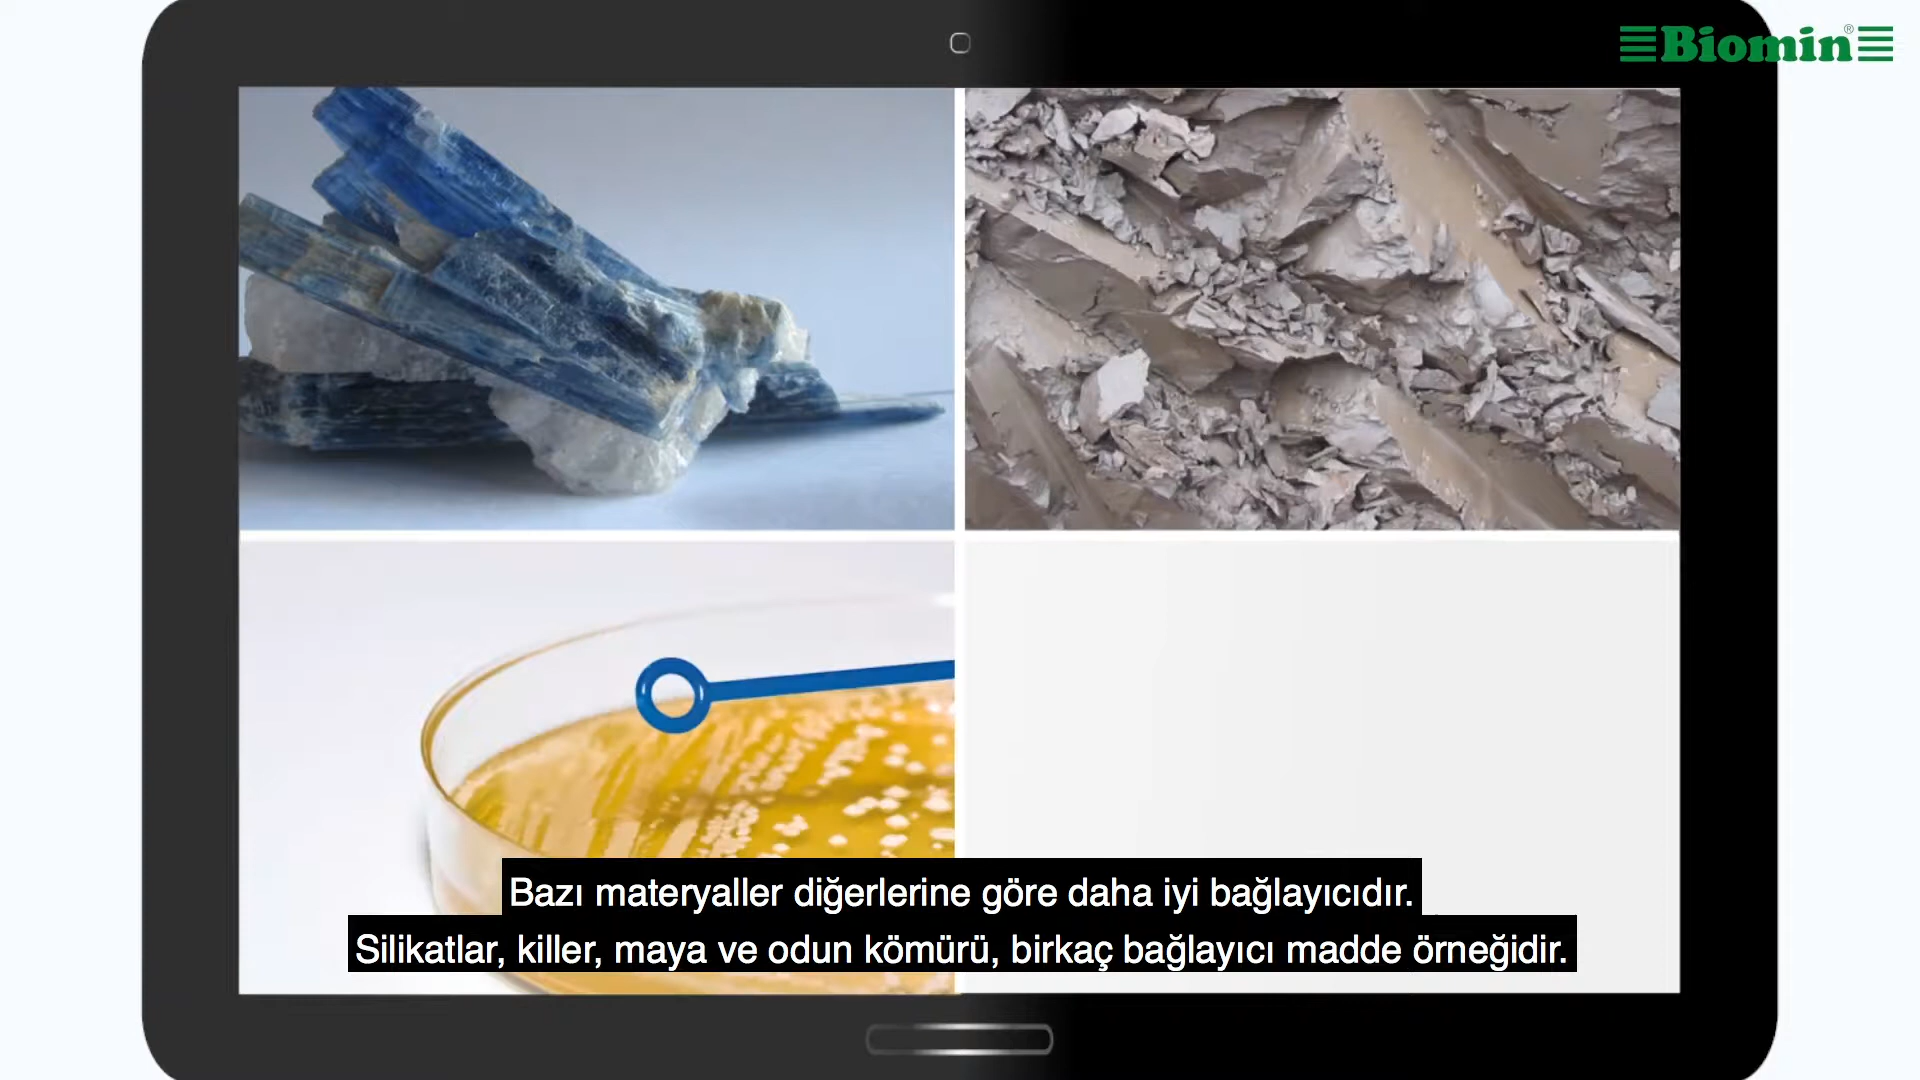 Biomin®
Bazı materyaller diğerlerine göre daha iyi bağlayıcıdır.
Silikatlar, killer, maya ve odun kömürü, birkaç bağlayıcı madde örneğidir.